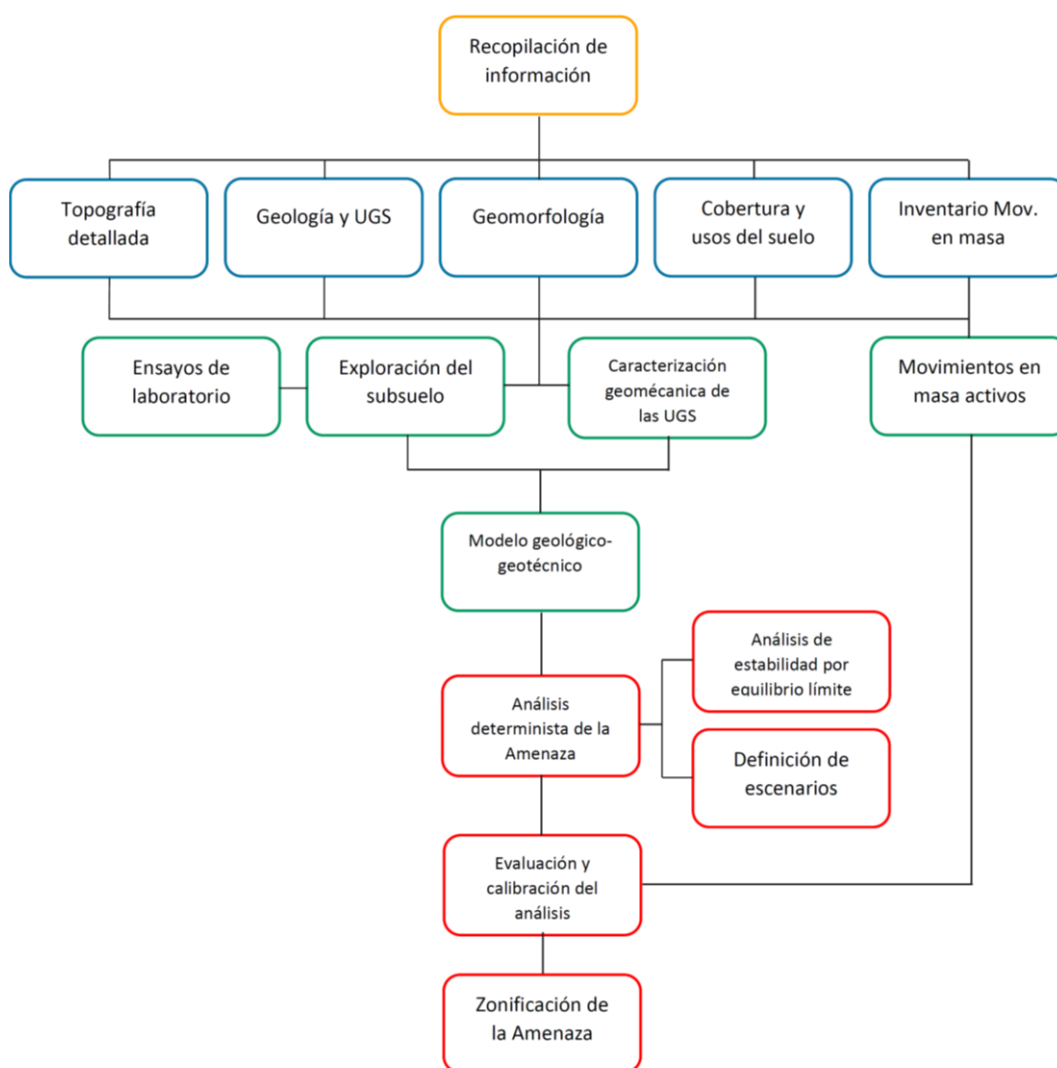 Recopilación de
información
Topografía
detallada
Geología y UGS
Geomorfología
Cobertura y
usos del suelo
Inventario Mov.
en masa
Ensayos de
laboratorio
Exploración del
subsuelo
Caracterización
geomécanica de
las UGS
Movimientos en
masa activos
Modelo geológico-
geotécnico
Análisis de
estabilidad por
equilibrio límite
Análisis
determinista de la
Amenaza
Definición de
escenarios
Evaluación y
calibración del
análisis
Zonificación de
la Amenaza